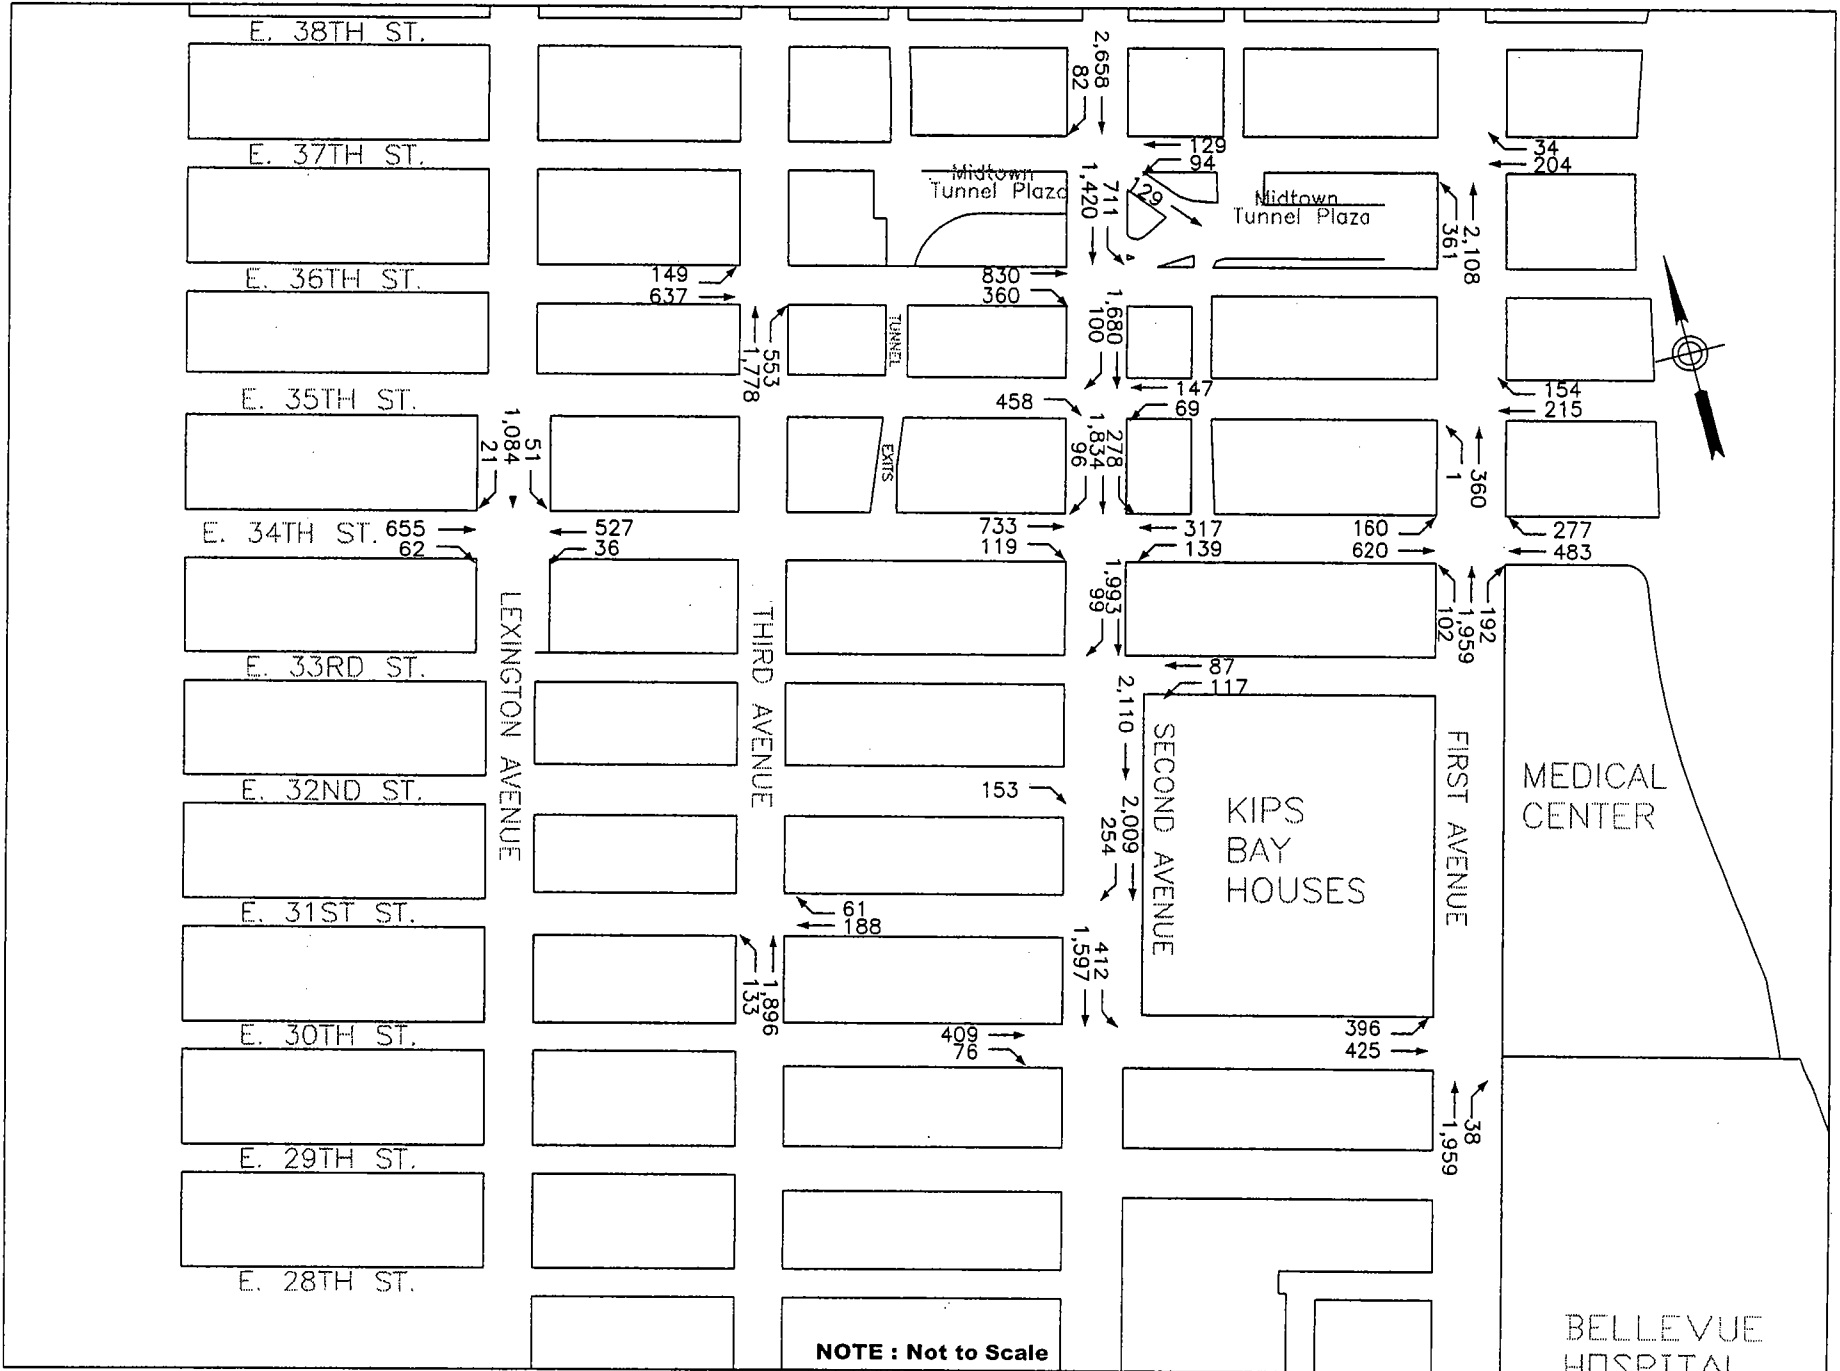 E. 38TH ST.
2,658
82
E. 37TH ST.
129
94
34
204
Midtown
Tunnel Plaza
1,420
711
129
Midtown
Tunnel Plaza
361
2,108
E. 36TH ST.
149
637
830
360
553
1,778
TUNNEL
1,680
100
E. 35TH ST.
458
147
69
154
215
21
1,084
51
EXITS
96
1,834
278
1
360
E. 34TH ST.
655
62
527
36
733
119
317
139
160
620
277
483
1,993
99
102
1,959
192
E. 33RD ST.
87
117
LEXINGTON AVENUE
THIRD AVENUE
2,110
SECOND AVENUE
FIRST AVENUE
MEDICAL
CENTER
E. 32ND ST.
153
2,009
254
KIPS
BAY
HOUSES
E. 31ST ST.
61
188
133
1,896
1,597
412
E. 30TH ST.
409
76
396
425
38
1,959
E. 29TH ST.
E. 28TH ST.
NOTE : Not to Scale
BELLEVUE
HOSPITAL